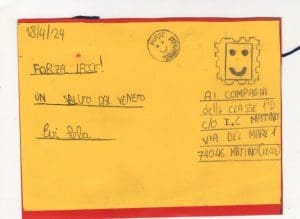 18/4/24
FORZA LECCE!
UN SALUTO DAL VENETO
AI COMPAGNI
della CLASSE 1°D
C/O I.C MATINO
VIA DEL MARE 1
74046 MATINO (LECCE)